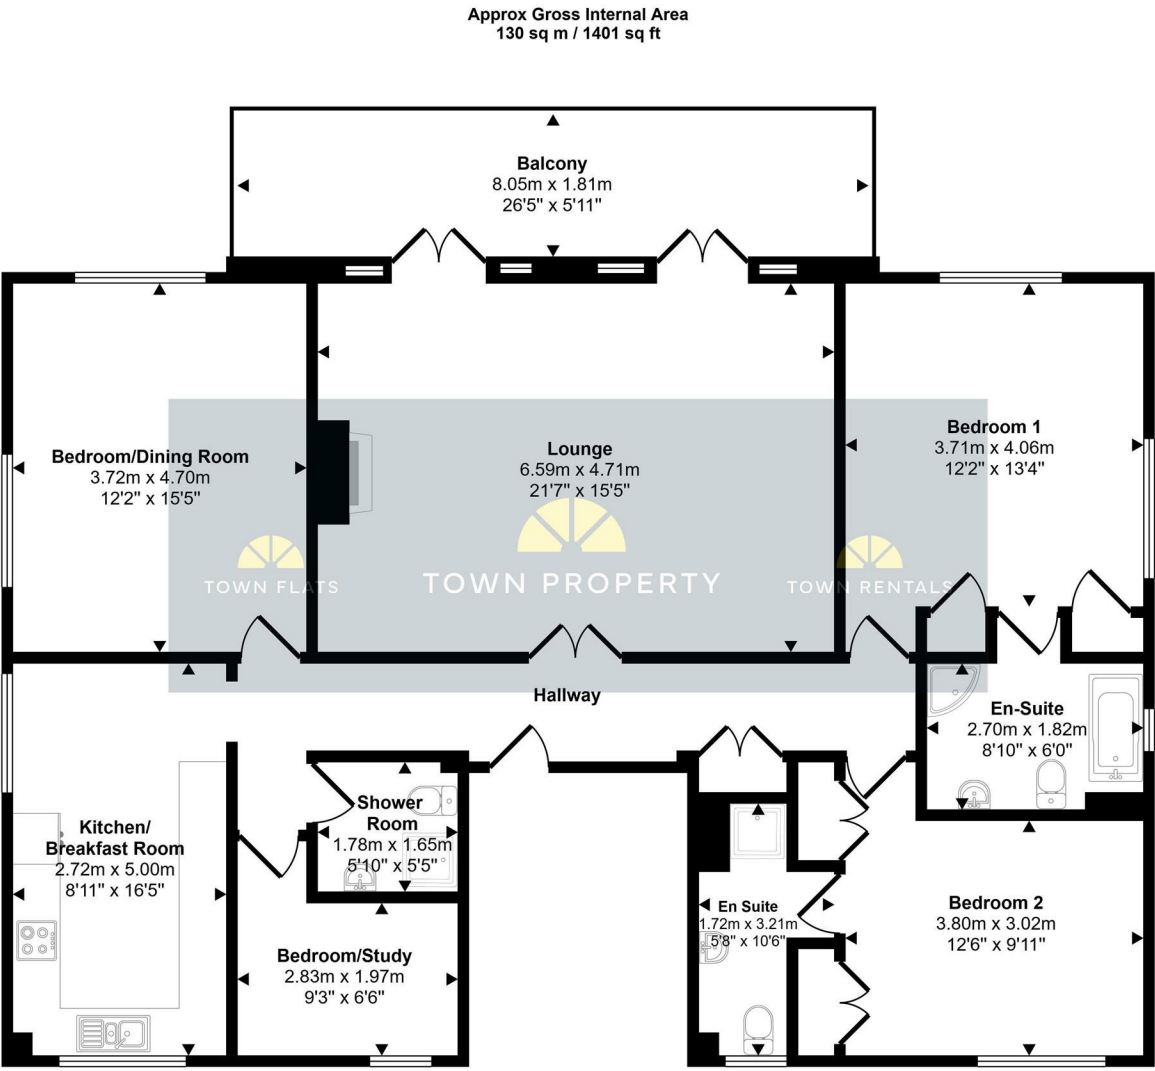 Approx Gross Internal Area
130 sq m / 1401 sq ft
Balcony
8.05m x 1.81m
26'5" x 5'11"
Bedroom/Dining Room
3.72m x 4.70m
12'2" x 15'5"
Lounge
6.59m x 4.71m
21'7" x 15'5"
Bedroom 1
3.71m x 4.06m
12'2" x 13'4"
TOWN FLATS
TOWN PROPERTY
TOWN RENTALS
Hallway
En-Suite
2.70m x 1.82m
8'10" x 6'0"
Kitchen/
Breakfast Room
2.72m x 5.00m
8'11" x 16'5"
Shower
Room
1.78m x 1.65m
5'10" x 5'5"
En Suite
1.72m x 3.21m
5'8" x 10'6"
Bedroom 2
3.80m x 3.02m
12'6" x 9'11"
Bedroom/Study
2.83m x 1.97m
9'3" x 6'6"